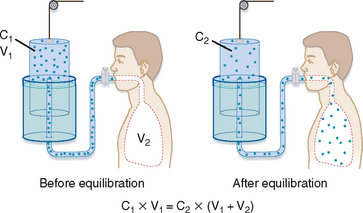 C₁
V₁
C₂
V₂
Before equilibration
After equilibration
C₁ × V₁ = C₂ × (V₁ + V₂)